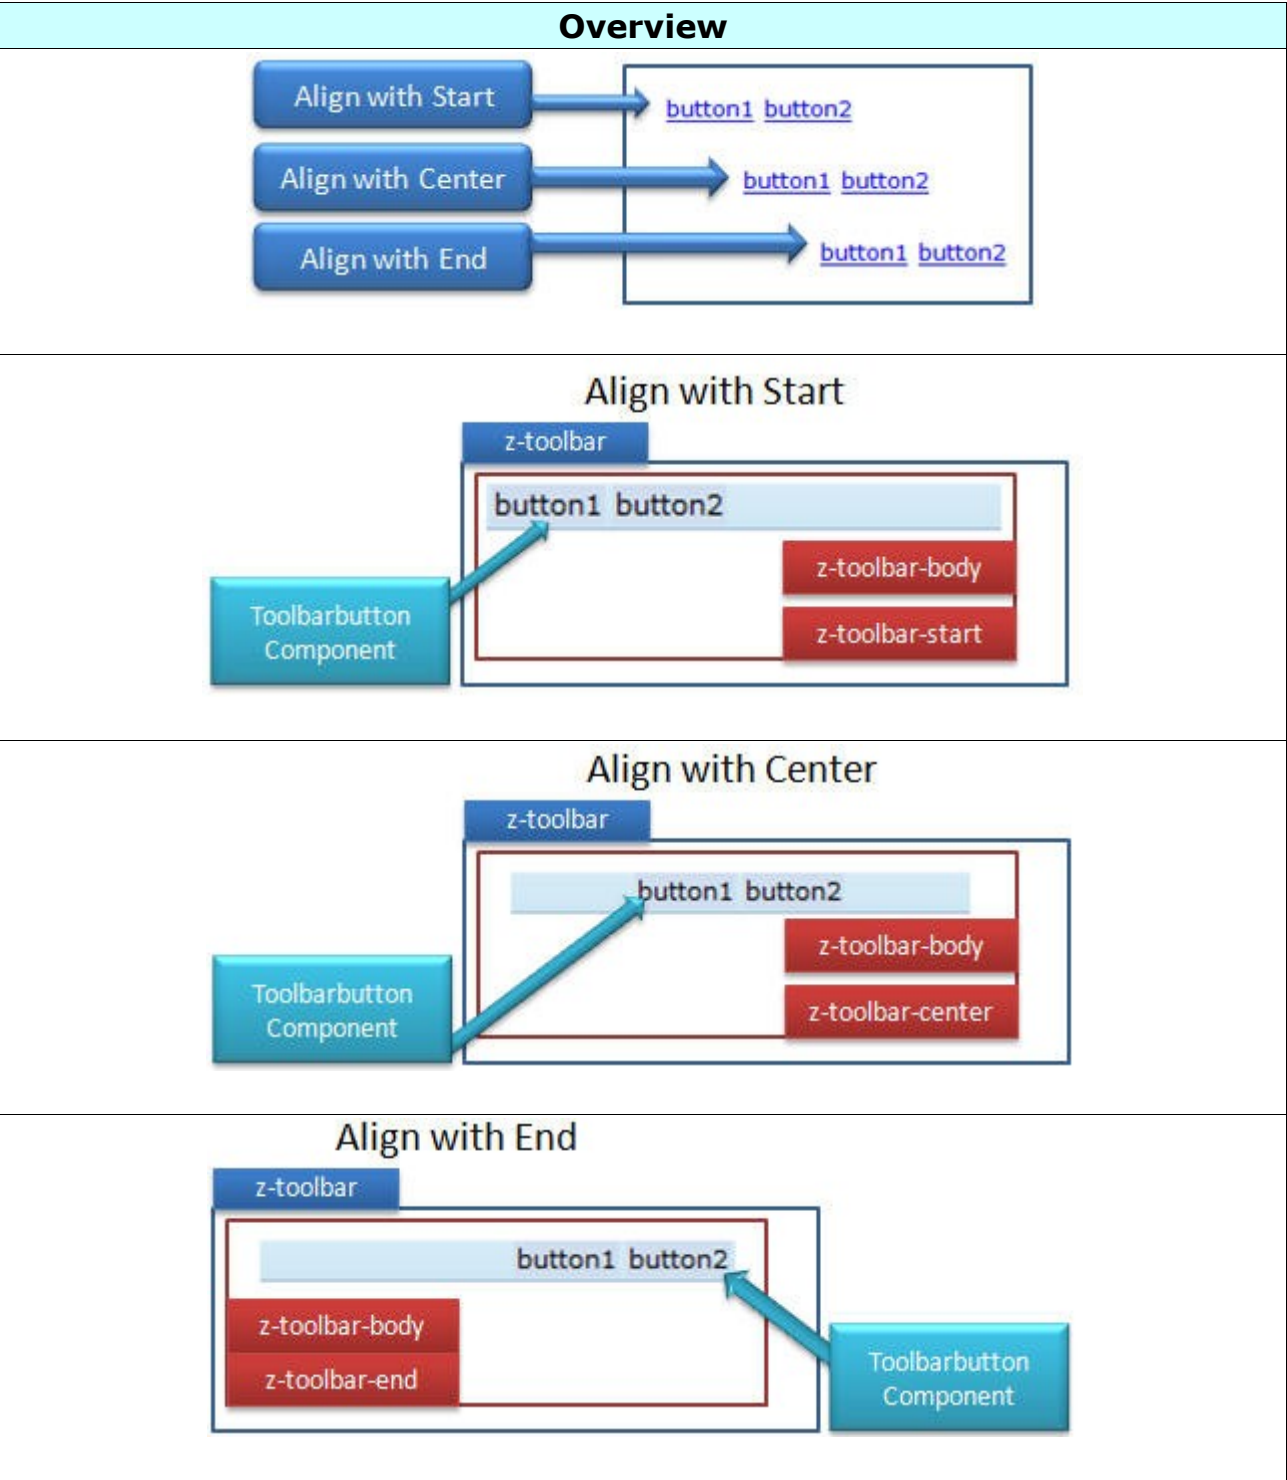 Overview
Align with Start
button1 button2
Align with Center
button1 button2
Align with End
button1 button2
Align with Start
z-toolbar
button1 button2
z-toolbar-body
Toolbarbutton
Component
z-toolbar-start
Align with Center
z-toolbar
button1 button2
z-toolbar-body
Toolbarbutton
Component
z-toolbar-center
Align with End
z-toolbar
button1 button2
z-toolbar-body
z-toolbar-end
Toolbarbutton
Component